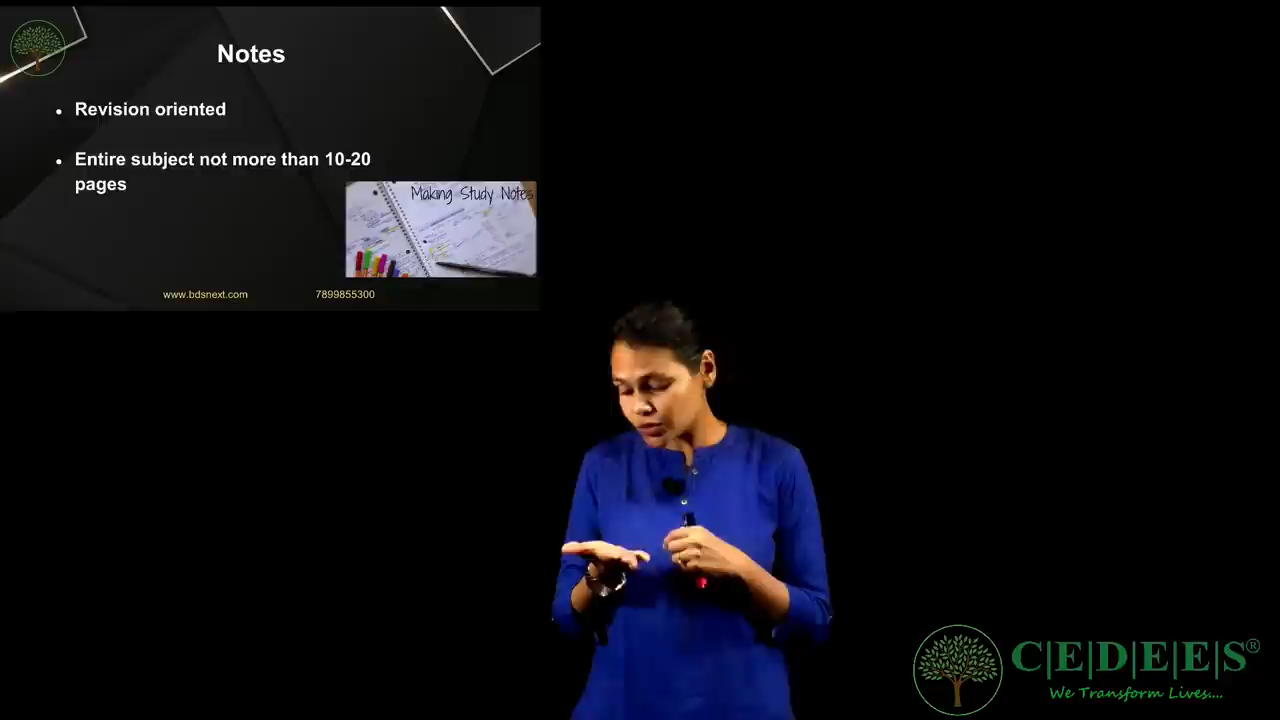 Notes
• Revision oriented
• Entire subject not more than 10-20
pages
Making Study Notes
www.bdsnext.com
7899855300
C|E|D|E|E|S®
We Transform Lives....